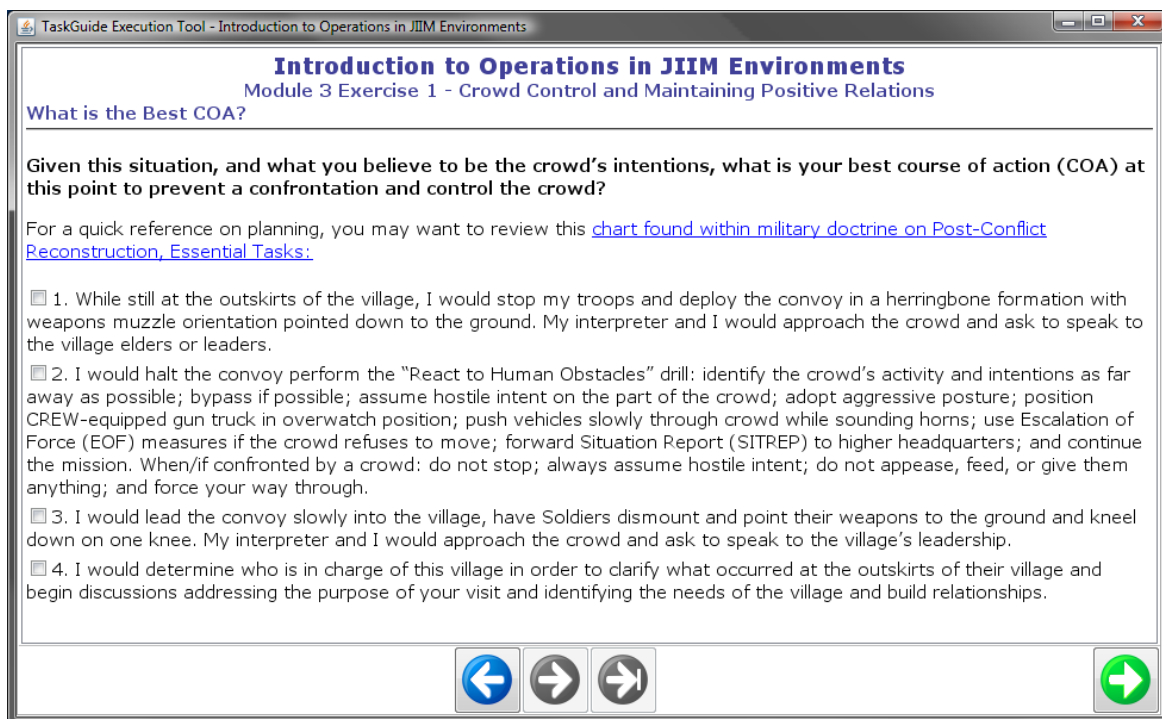 TaskGuide Execution Tool - Introduction to Operations in JIIM Environments
Introduction to Operations in JIIM Environments
Module 3 Exercise 1 - Crowd Control and Maintaining Positive Relations
What is the Best COA?
Given this situation, and what you believe to be the crowd's intentions, what is your best course of action (COA) at
this point to prevent a confrontation and control the crowd?
For a quick reference on planning, you may want to review this chart found within military doctrine on Post-Conflict
Reconstruction, Essential Tasks:
1. While still at the outskirts of the village, I would stop my troops and deploy the convoy in a herringbone formation with
weapons muzzle orientation pointed down to the ground. My interpreter and I would approach the crowd and ask to speak to
the village elders or leaders.
2. I would halt the convoy perform the “React to Human Obstacles” drill: identify the crowd's activity and intentions as far
away as possible; bypass if possible; assume hostile intent on the part of the crowd; adopt aggressive posture; position
CREW-equipped gun truck in overwatch position; push vehicles slowly through crowd while sounding horns; use Escalation of
Force (EOF) measures if the crowd refuses to move; forward Situation Report (SITREP) to higher headquarters; and continue
the mission. When/if confronted by a crowd: do not stop; always assume hostile intent; do not appease, feed, or give them
anything; and force your way through.
3. I would lead the convoy slowly into the village, have Soldiers dismount and point their weapons to the ground and kneel
down on one knee. My interpreter and I would approach the crowd and ask to speak to the village's leadership.
4. I would determine who is in charge of this village in order to clarify what occurred at the outskirts of their village and
begin discussions addressing the purpose of your visit and identifying the needs of the village and build relationships.